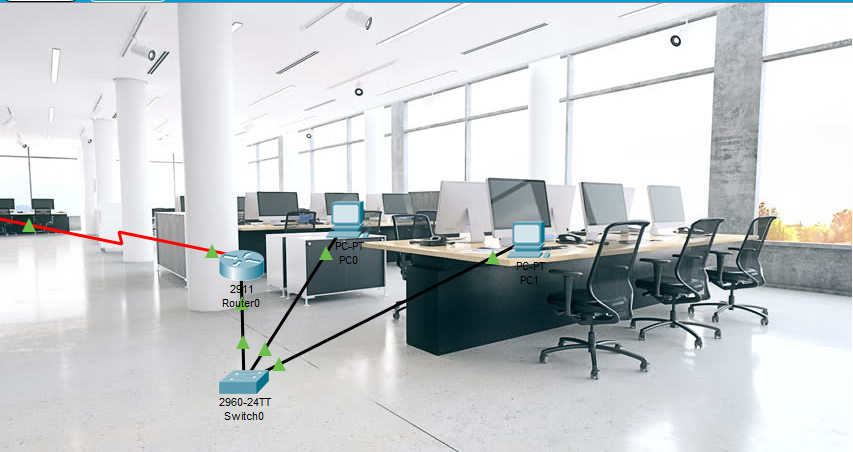 PC-PT
PC0
PC-PT
PC1
2911
Router0
2960-24TT
Switch0